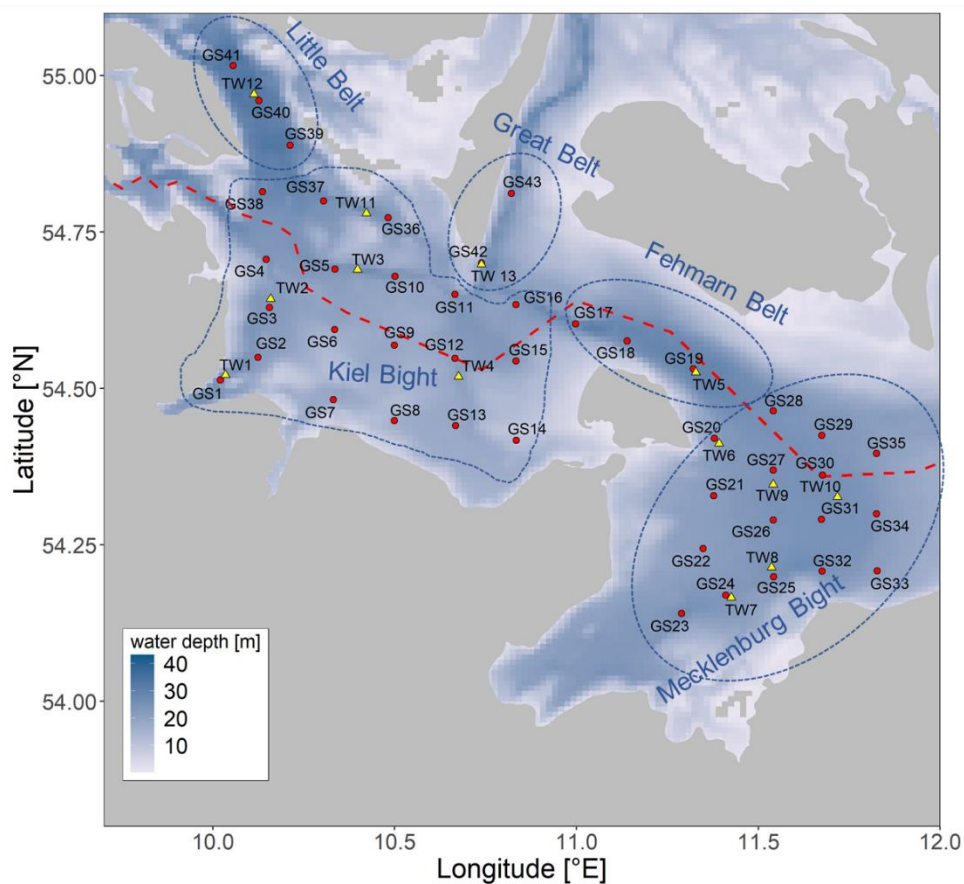 GS41
TW12
GS40
GS39
Little Belt
Great Belt
GS43
GS37
TW11
GS38
GS36
GS42
TW 13
Fehmarn Belt
GS4
GS5
TW3
GS10
TW2
GS3
GS11
GS16
GS17
GS2
GS6
GS9
GS12
GS15
GS18
TW1
GS1
Kiel Bight
TW4
GS19
TW5
GS7
GS8
GS13
GS14
GS28
GS20
TW6
GS29
GS35
GS27
GS30
GS21
TW9
TW10
GS31
GS26
GS34
GS22
TW8
GS25
GS32
GS33
GS24
TW7
GS23
Mecklenburg Bight
55.00
54.75
54.50
54.25
54.00
Latitude [°N]
water depth [m]
40
30
20
10
10.0
10.5
11.0
11.5
12.0
Longitude [°E]